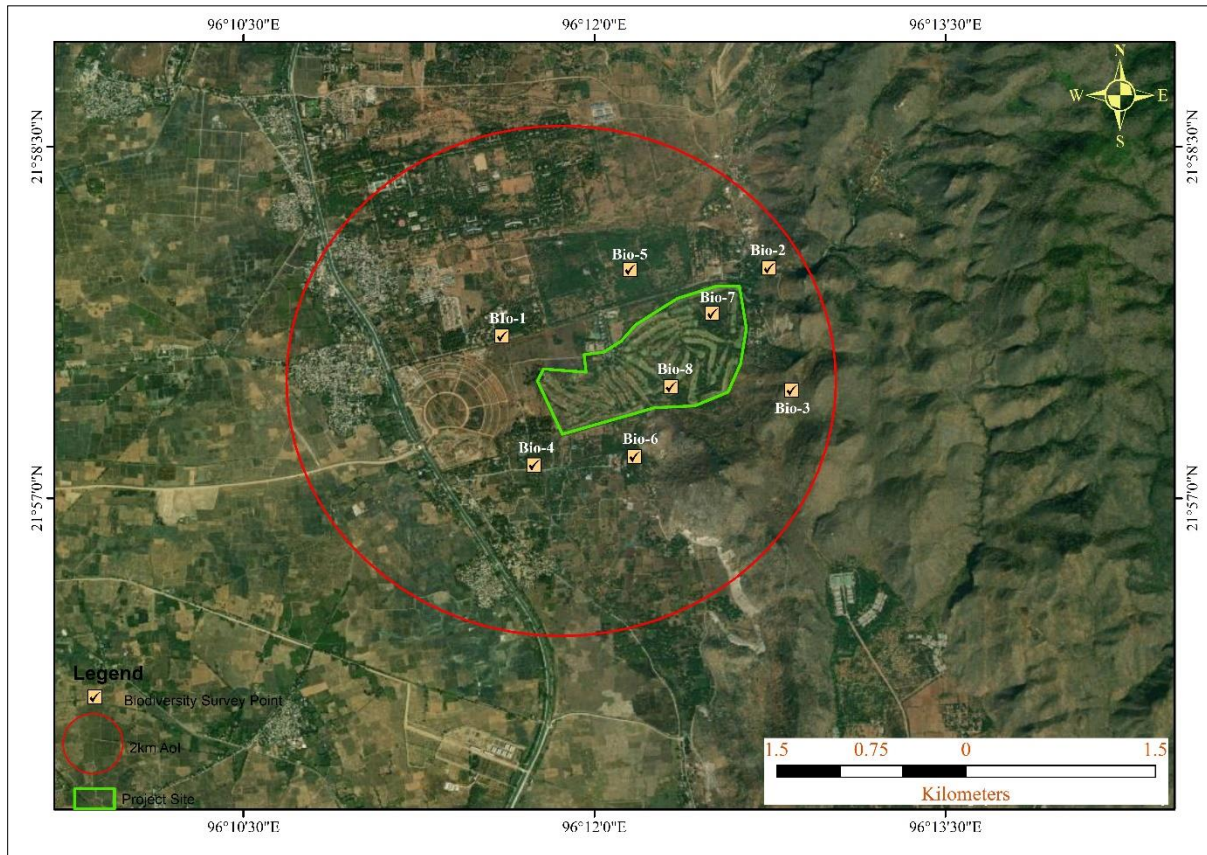 96°10'30"E 96°12'0"E 96°13'30"E
N
W E
S
21°58'30"N 21°58'30"N
Bio-5 Bio-2
Bio-7
BIo-1
Bio-8
Bio-3
Bio-4 Bio-6
21°57'0"N 21°57'0"N
Legend
Biodiversity Survey Point
2km AoI
Project Site
1.5 0.75 0 1.5
Kilometers
96°10'30"E 96°12'0"E 96°13'30"E